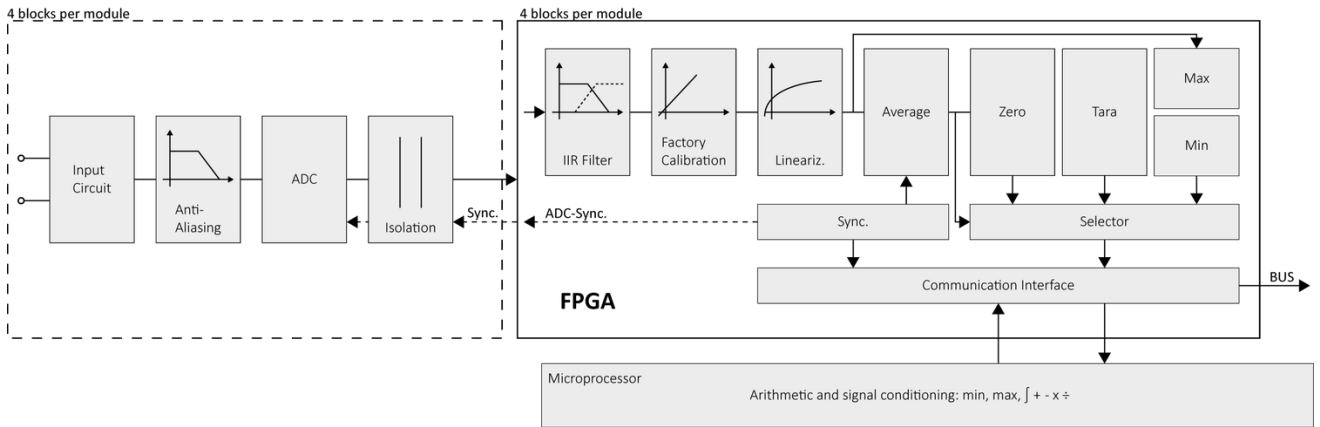 4 blocks per module
4 blocks per module
Input
Circuit
Anti-
Aliasing
ADC
Isolation
Sync.
ADC-Sync.
IIR Filter
Factory
Calibration
Lineariz.
Average
Zero
Tara
Max
Min
Sync.
Selector
Communication Interface
BUS
FPGA
Microprocessor
Arithmetic and signal conditioning: min, max, ∫ + - x ÷